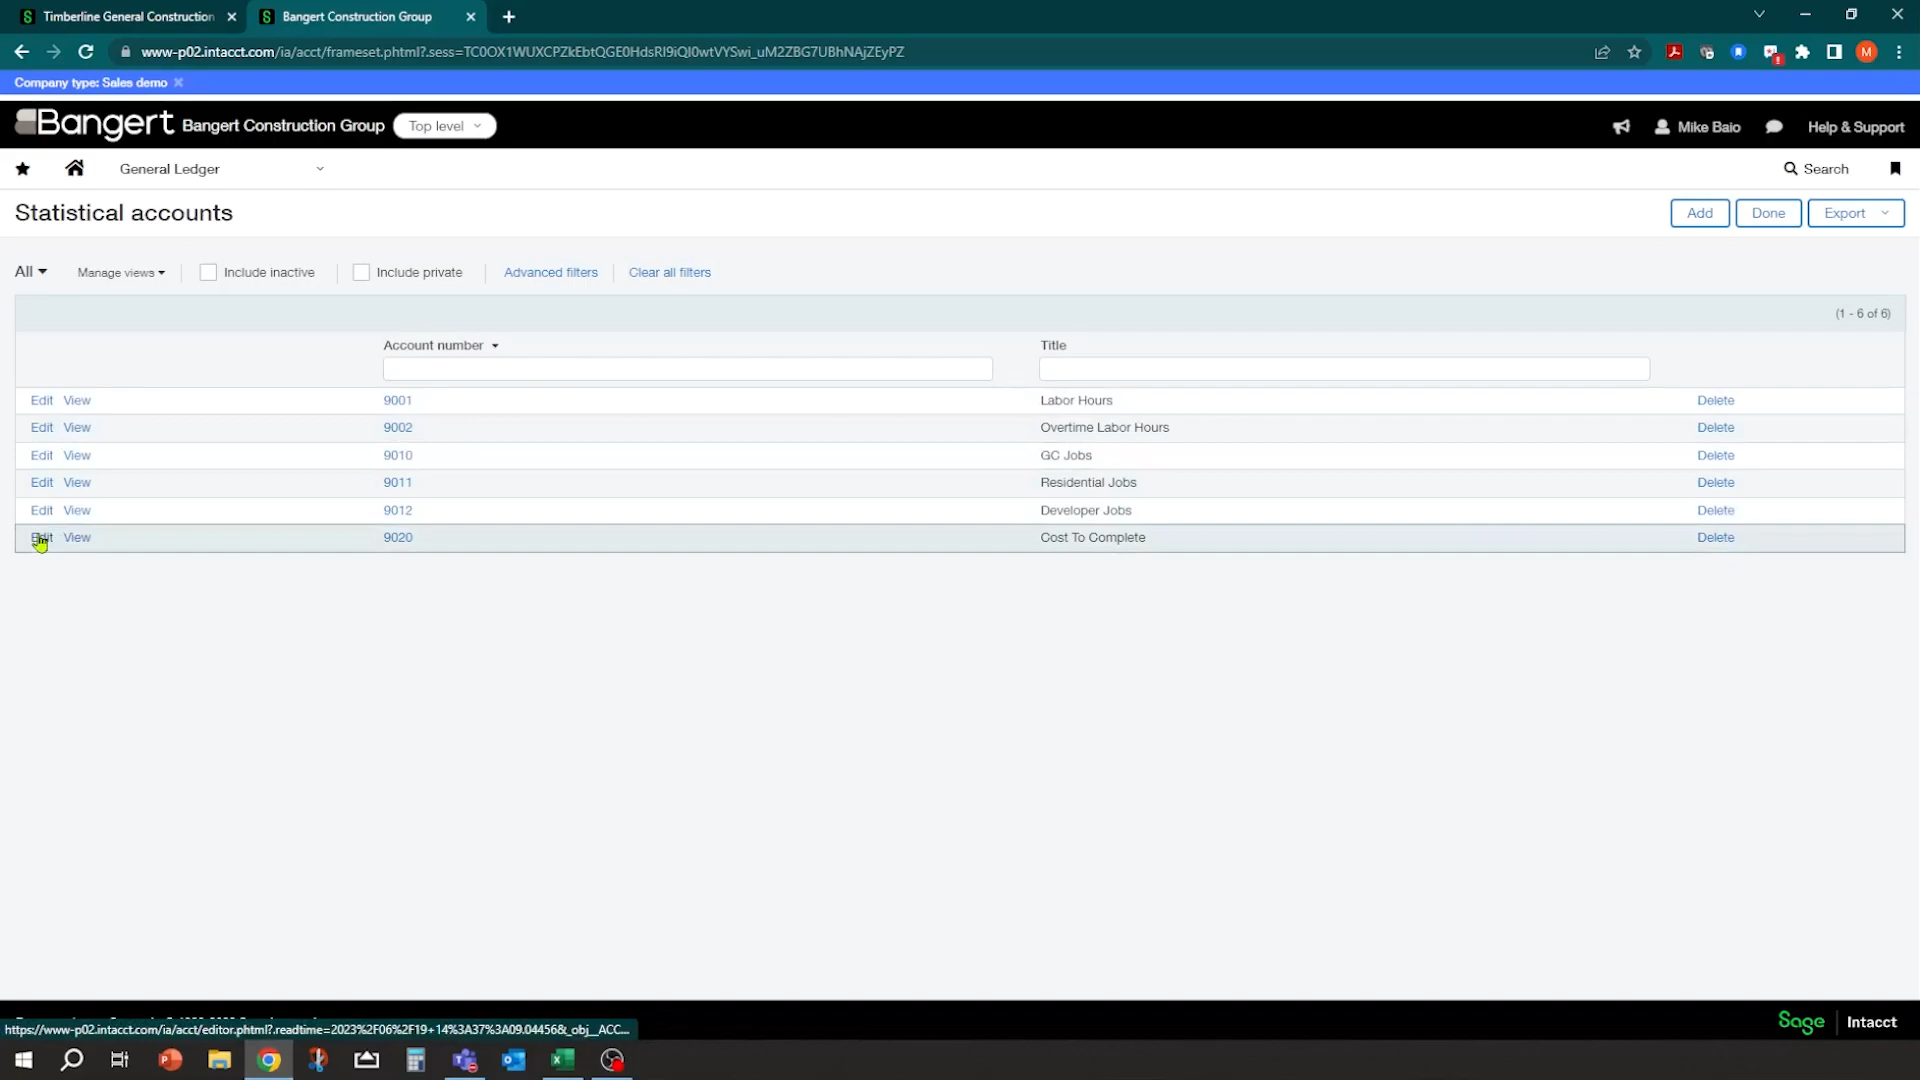 Timberline General Construction
Bangert Construction Group
www-p02.intacct.com/ia/acct/frameset.phtml?.sess=TC0OX1WUXCPZkEbtQGE0HdsRI9iQI0wtVYSwi_uM2ZBG7UBhNAjZEyPZ
M
Company type: Sales demo
Bangert
Bangert Construction Group
Top level
Mike Baio
Help & Support
General Ledger
Search
Statistical accounts
Add
Done
Export
All
Manage views
Include inactive
Include private
Advanced filters
Clear all filters
(1 - 6 of 6)
Account number
Title
Edit View 9001 Labor Hours Delete
Edit View 9002 Overtime Labor Hours Delete
Edit View 9010 GC Jobs Delete
Edit View 9011 Residential Jobs Delete
Edit View 9012 Developer Jobs Delete
Edit View 9020 Cost To Complete Delete
https://www-p02.intacct.com/ia/acct/editor.phtml?.readtime=2023%2F06%2F19+14%3A37%3A09.04456&_obj__ACC...
Sage Intacct